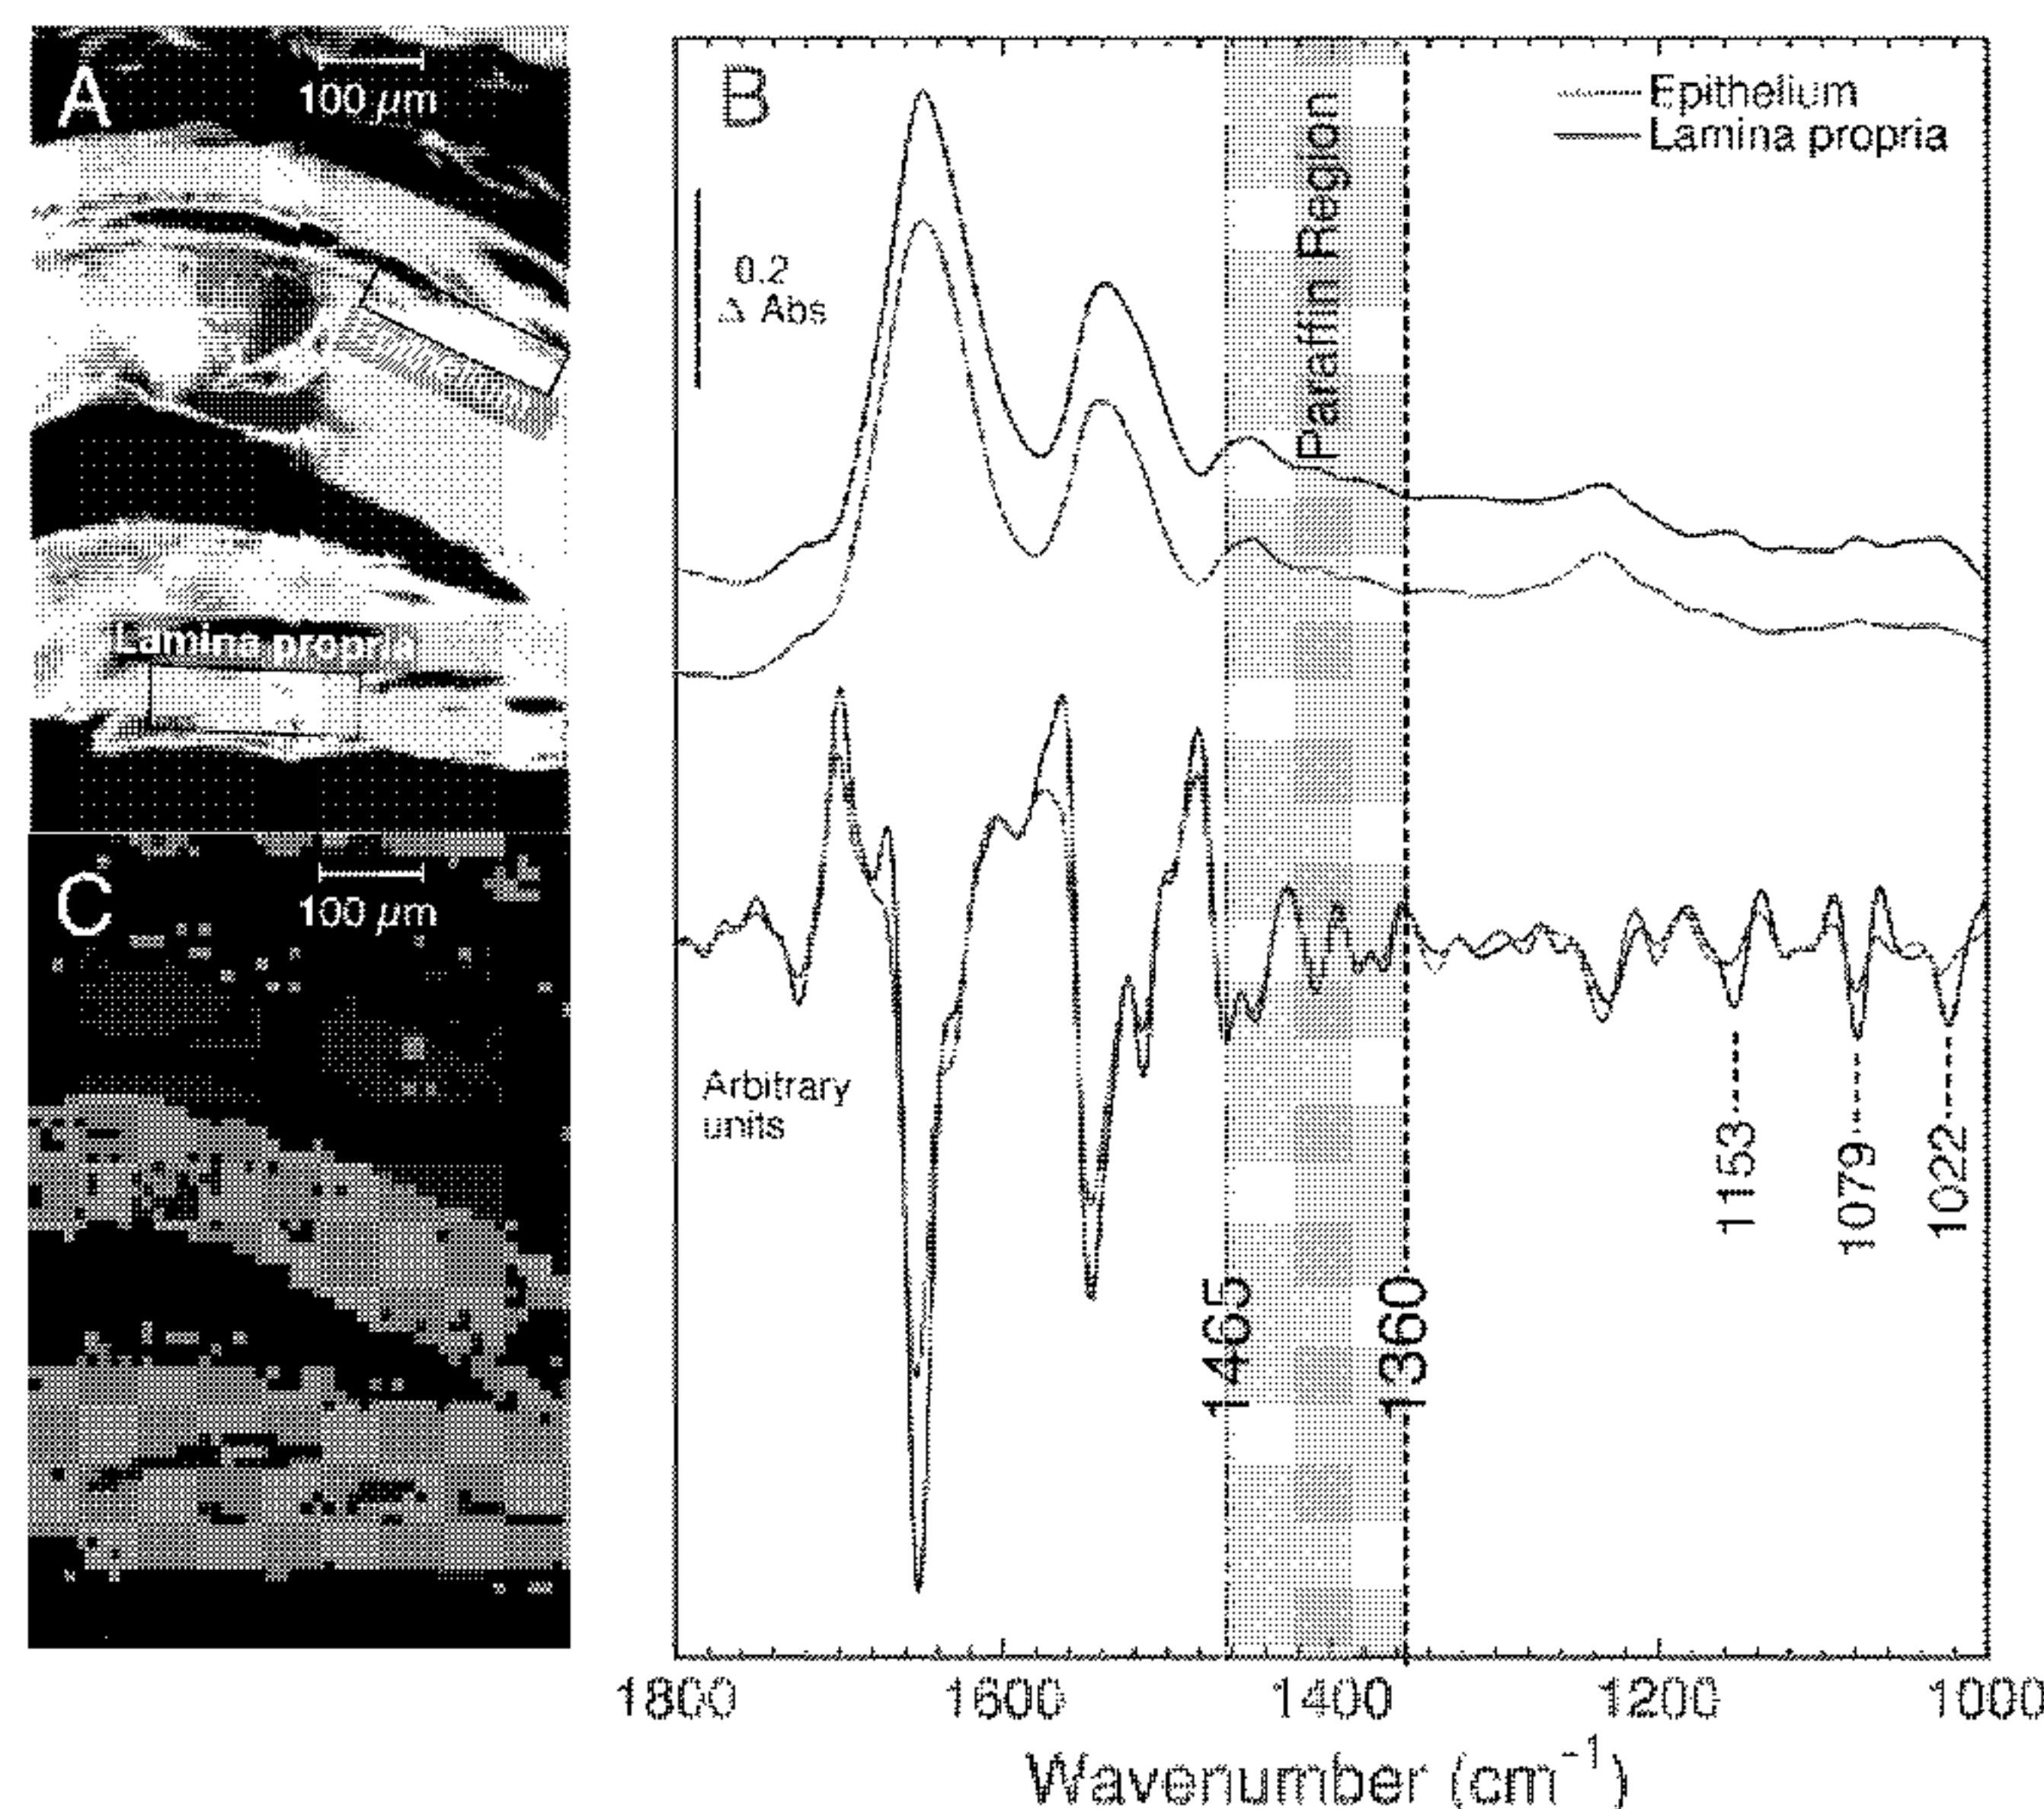 A
100 µm
Epithelium
Lamina propria
C
100 µm
B
Epithelium
Lamina propria
0.2
Δ Abs
Paraffin Region
Arbitrary
units
1465
1360
1153
1079
1022
1800 1600 1400 1200 1000
Wavenumber (cm⁻¹)